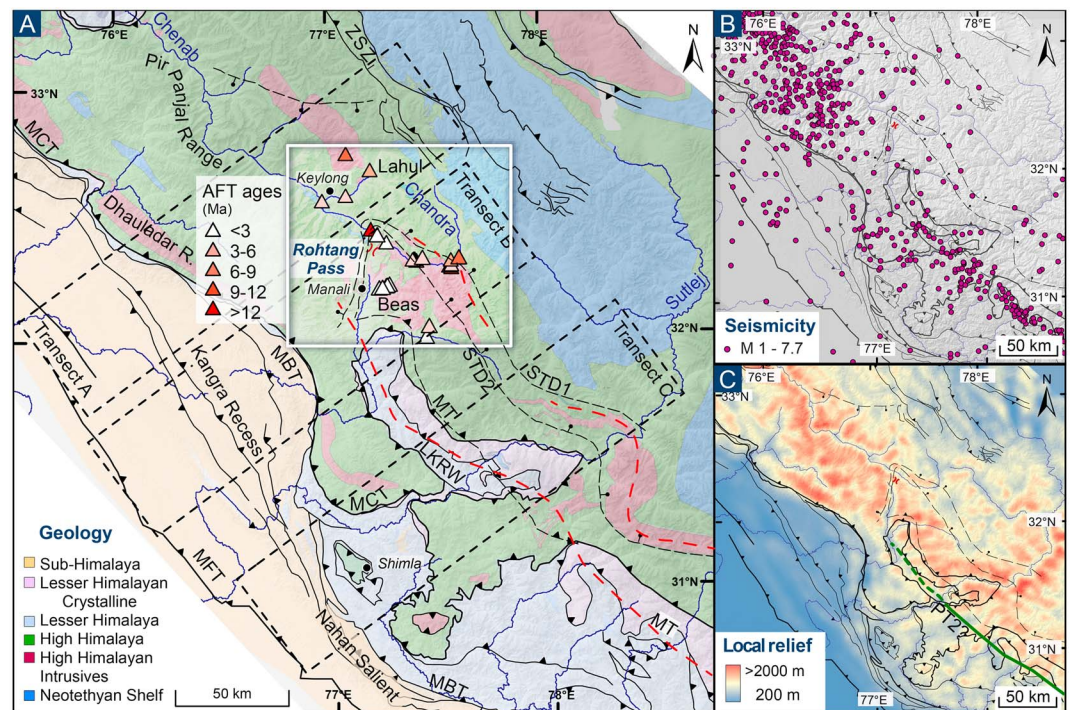 A
76°E
77°E
78°E
N
Chenab
Pir Panjal Range
ZSZ
33°N
MCT
Lahul
Keylong
Chandra
Transect B
AFT ages
(Ma)
<3
3-6
6-9
9-12
>12
Dhauledar R.
Rohtang
Pass
Manali
Beas
Sutlej
32°N
Transect A
Kangra Recess
MBT
STD2
STD1
Transect C
MT
LKRW
MCT
MFT
Shimla
31°N
Nahan Salient
MT
MBT
Geology
Sub-Himalaya
Lesser Himalayan
Crystalline
Lesser Himalaya
High Himalaya
High Himalayan
Intrusives
Neotethyan Shelf
50 km
77°E
78°E
B
76°E
78°E
33°N
N
x
32°N
31°N
Seismicity
M 1 - 7.7
77°E
50 km
C
76°E
78°E
33°N
N
x
32°N
PT2
31°N
Local relief
>2000 m
200 m
77°E
50 km